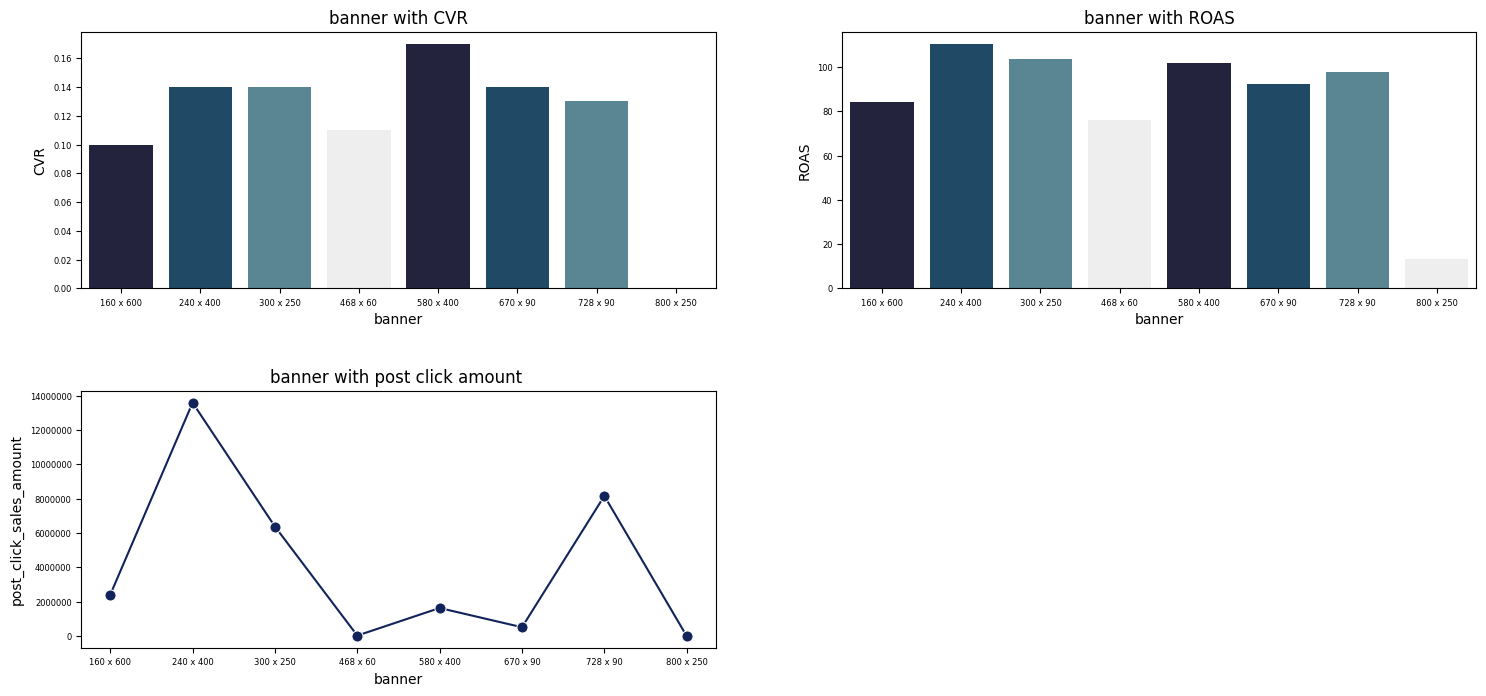 banner with CVR
0.16
0.14
0.12
0.10
0.08
0.06
0.04
0.02
0.00
CVR
160 x 600 240 x 400 300 x 250 468 x 60 580 x 400 670 x 90 728 x 90 800 x 250
banner
banner with ROAS
100
80
60
40
20
0
ROAS
160 x 600 240 x 400 300 x 250 468 x 60 580 x 400 670 x 90 728 x 90 800 x 250
banner
banner with post click amount
14000000
12000000
10000000
8000000
6000000
4000000
2000000
0
post_click_sales_amount
160 x 600 240 x 400 300 x 250 468 x 60 580 x 400 670 x 90 728 x 90 800 x 250
banner